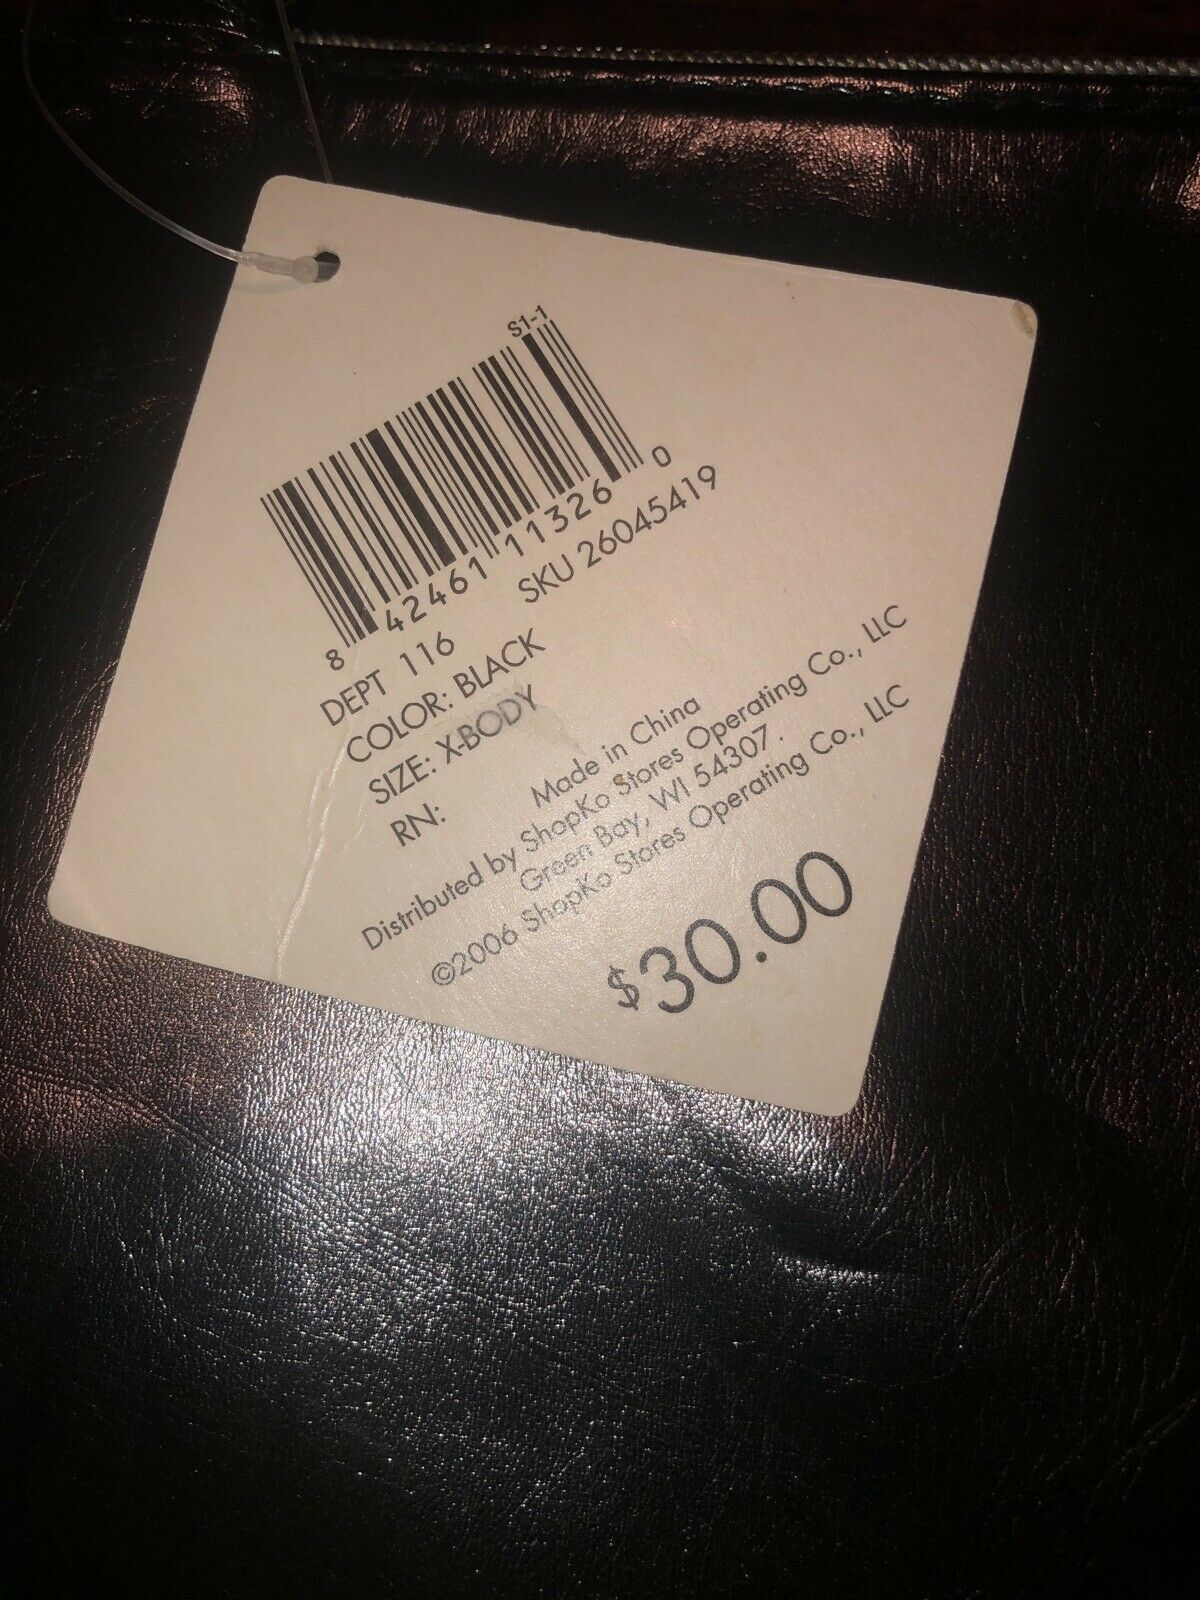 S1-1
8 42461 11326 0
SKU 26045419
DEPT 116
COLOR: BLACK
SIZE: X-BODY
RN:
Made in China
Distributed by ShopKo Stores Operating Co., LLC
Green Bay, WI 54307.
©2006 ShopKo Stores Operating Co., LLC
$30.00